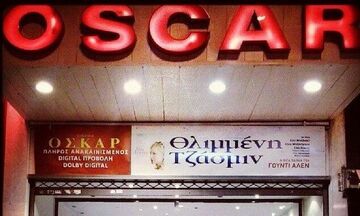 OSCAR
ΟΣΚΑΡ
ΠΛΗΡΩΣ ΑΝΑΚΑΙΝΙΣΜΕΝΟΣ
DIGITAL ΠΡΟΒΟΛΗ
DOLBY DIGITAL
Θλιμμένη
Τζάσμιν
ΓΟΥΝΤΙ ΑΛΕΝ